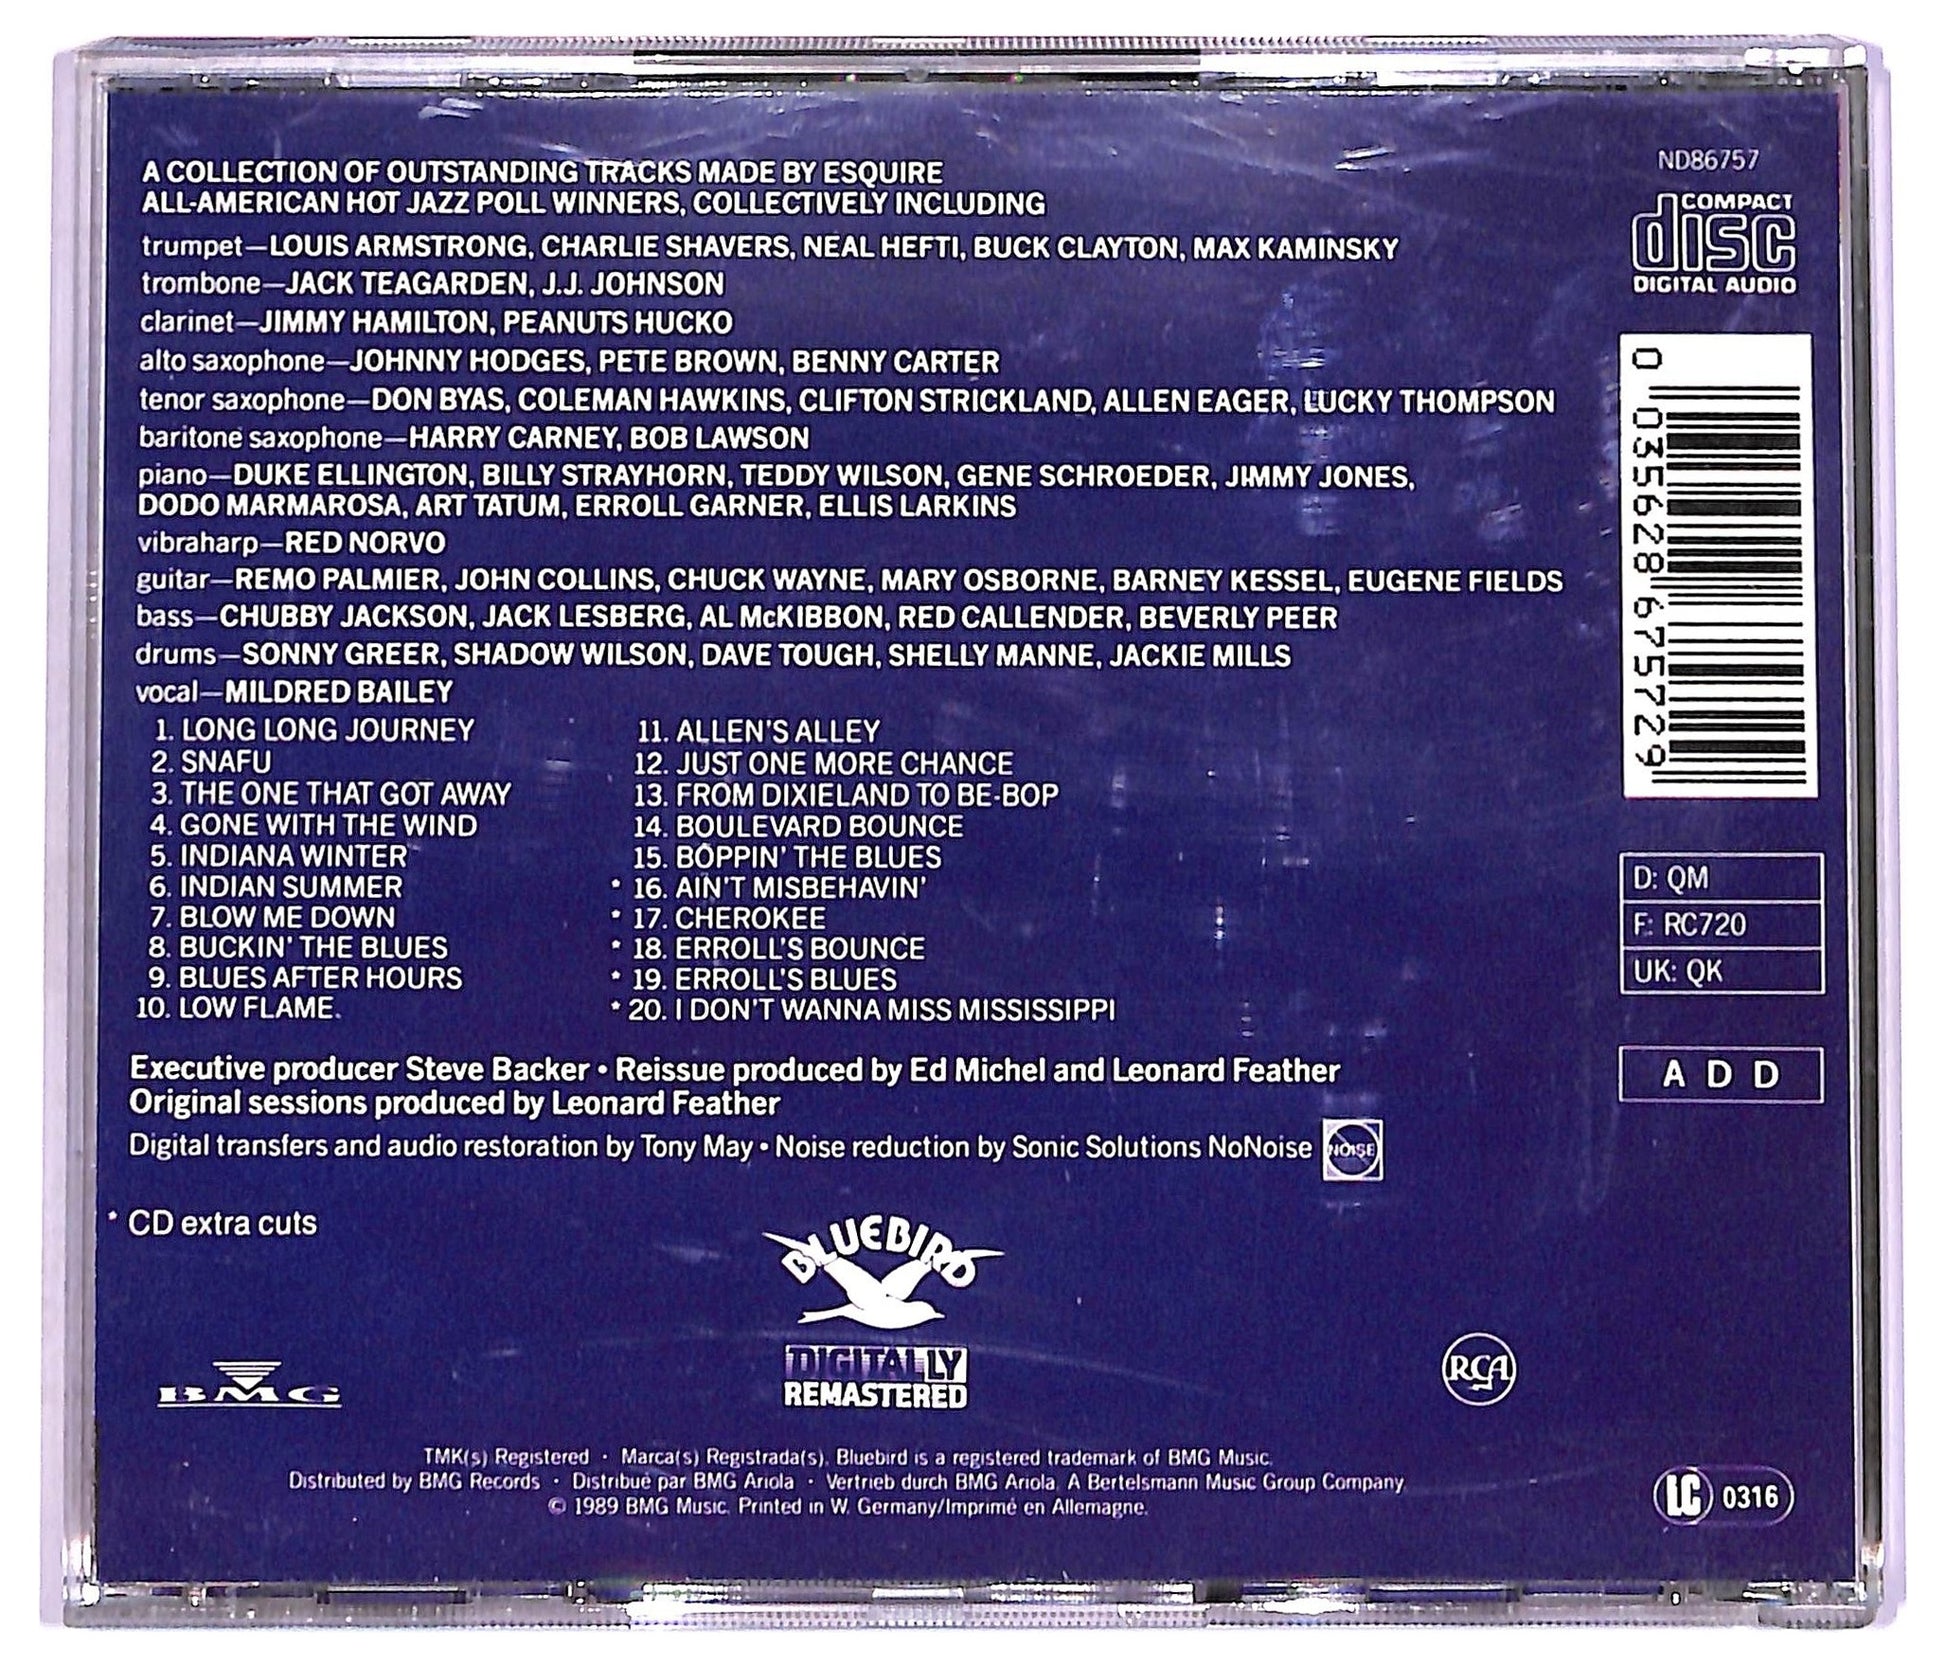 A COLLECTION OF OUTSTANDING TRACKS MADE BY ESQUIRE
ALL-AMERICAN HOT JAZZ POLL WINNERS, COLLECTIVELY INCLUDING
trumpet—LOUIS ARMSTRONG, CHARLIE SHAVERS, NEAL HEFTI, BUCK CLAYTON, MAX KAMINSKY
trombone—JACK TEAGARDEN, J.J. JOHNSON
clarinet—JIMMY HAMILTON, PEANUTS HUCKO
alto saxophone—JOHNNY HODGES, PETE BROWN, BENNY CARTER
tenor saxophone—DON BYAS, COLEMAN HAWKINS, CLIFTON STRICKLAND, ALLEN EAGER, LUCKY THOMPSON
baritone saxophone—HARRY CARNEY, BOB LAWSON
piano—DUKE ELLINGTON, BILLY STRAYHORN, TEDDY WILSON, GENE SCHROEDER, JIMMY JONES,
DODO MARMAROSA, ART TATUM, ERROLL GARNER, ELLIS LARKINS
vibraharp—RED NORVO
guitar—REMO PALMIER, JOHN COLLINS, CHUCK WAYNE, MARY OSBORNE, BARNEY KESSEL, EUGENE FIELDS
bass—CHUBBY JACKSON, JACK LESBERG, AL McKIBBON, RED CALLENDER, BEVERLY PEER
drums—SONNY GREER, SHADOW WILSON, DAVE TOUGH, SHELLY MANNE, JACKIE MILLS
vocal—MILDRED BAILEY
1. LONG LONG JOURNEY
2. SNAFU
3. THE ONE THAT GOT AWAY
4. GONE WITH THE WIND
5. INDIANA WINTER
6. INDIAN SUMMER
7. BLOW ME DOWN
8. BUCKIN' THE BLUES
9. BLUES AFTER HOURS
10. LOW FLAME
11. ALLEN'S ALLEY
12. JUST ONE MORE CHANCE
13. FROM DIXIELAND TO BE-BOP
14. BOULEVARD BOUNCE
15. BOPPIN' THE BLUES
* 16. AIN'T MISBEHAVIN'
* 17. CHEROKEE
* 18. ERROLL'S BOUNCE
* 19. ERROLL'S BLUES
* 20. I DON'T WANNA MISS MISSISSIPPI
Executive producer Steve Backer • Reissue produced by Ed Michel and Leonard Feather
Original sessions produced by Leonard Feather
Digital transfers and audio restoration by Tony May • Noise reduction by Sonic Solutions NoNoise
NOISE
* CD extra cuts
BLUEBIRD
DIGITALLY
REMASTERED
BMG
RCA
TMK(s) Registered · Marca(s) Registrada(s). Bluebird is a registered trademark of BMG Music.
Distributed by BMG Records · Distribué par BMG Ariola · Vertrieb durch BMG Ariola A Bertelsmann Music Group Company
© 1989 BMG Music. Printed in W. Germany/Imprimé en Allemagne.
ND86757
COMPACT
disc
DIGITAL AUDIO
0 035628 675729
D: QM
F: RC720
UK: QK
A D D
LC 0316